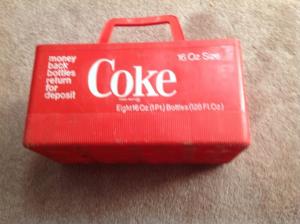 money
back
bottles
return
for
deposit
Coke
16 Oz Size
Eight 16 Oz (1 Pt.) Bottles (128 Fl. Oz.)